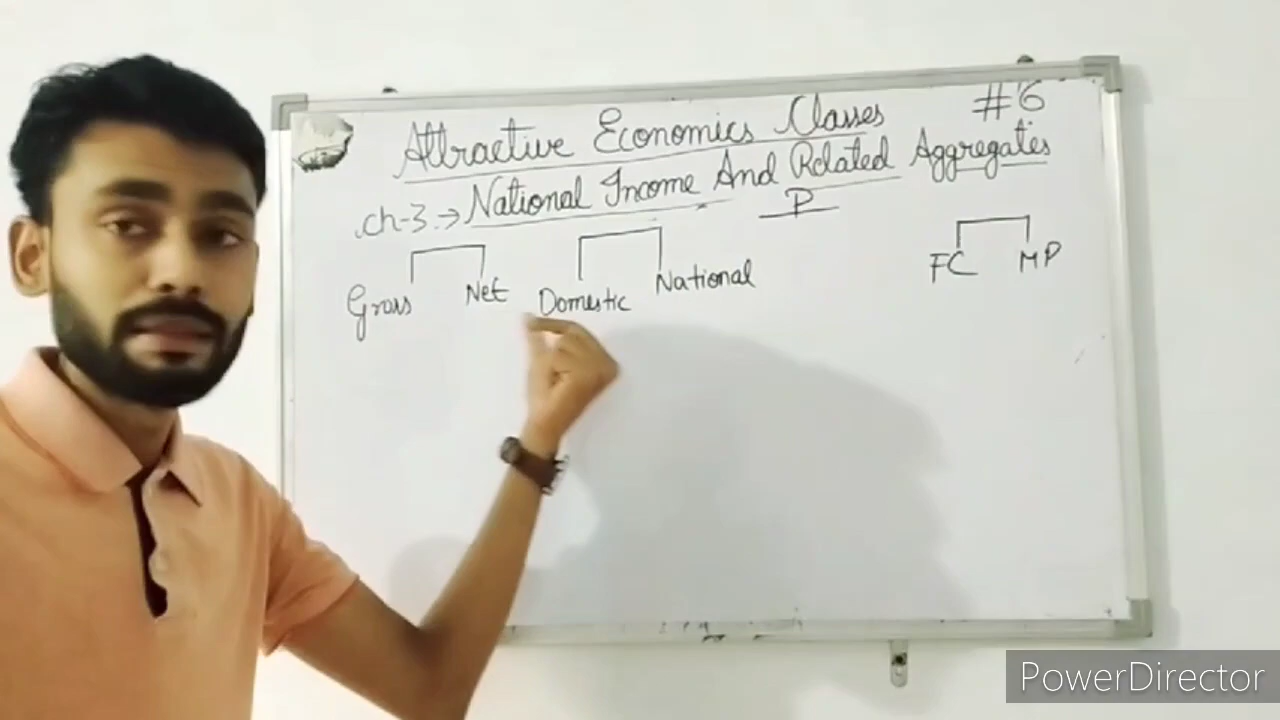 Attractive Economics Classes #6
ch-3.→ National Income And Related Aggregates
P
Gross Net Domestic National FC MP
PowerDirector